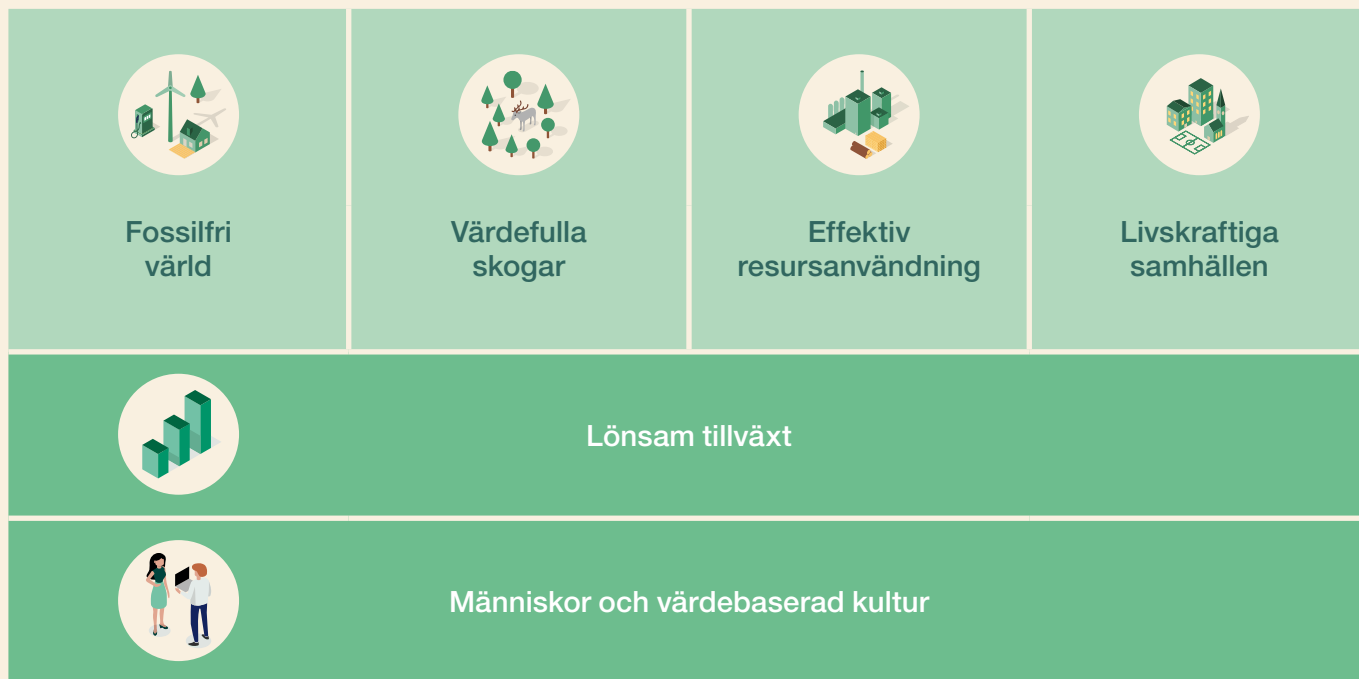 Fossilfri
värld
Värdefulla
skogar
Effektiv
resursanvändning
Livskraftiga
samhällen
Lönsam tillväxt
Människor och värdebaserad kultur